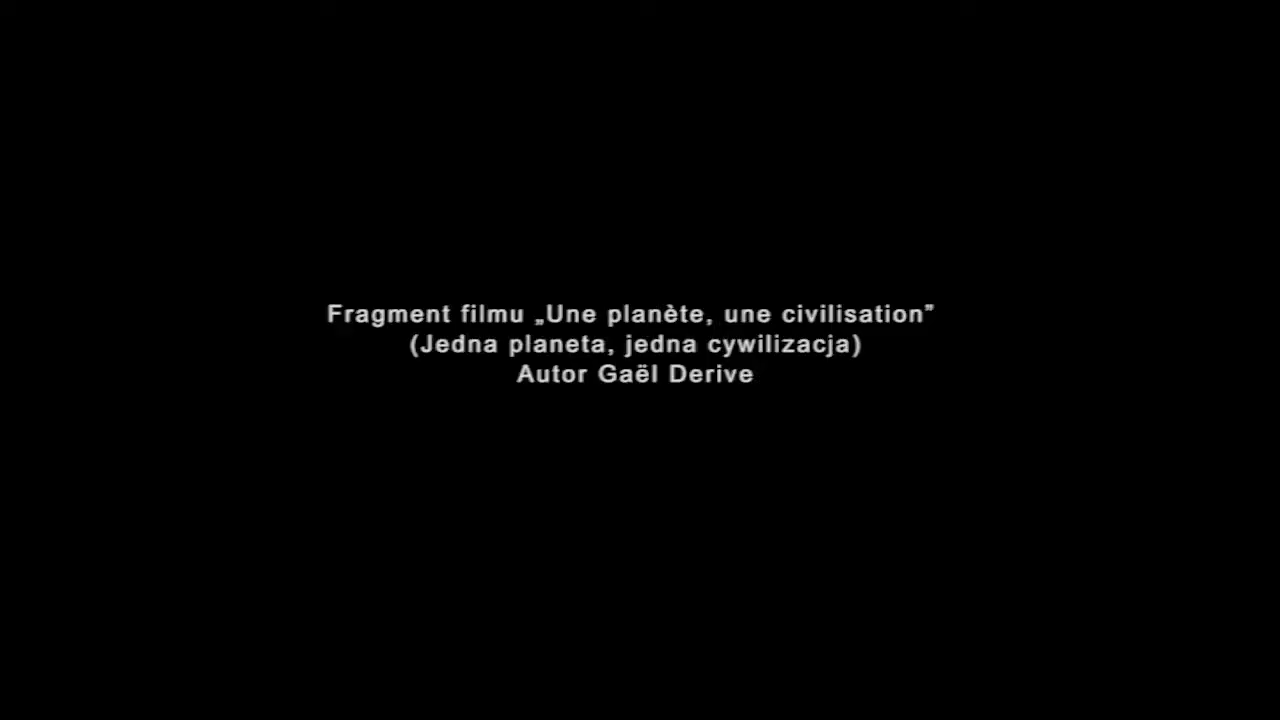 Fragment filmu „Une planète, une civilisation”
(Jedna planeta, jedna cywilizacja)
Autor Gaël Derive